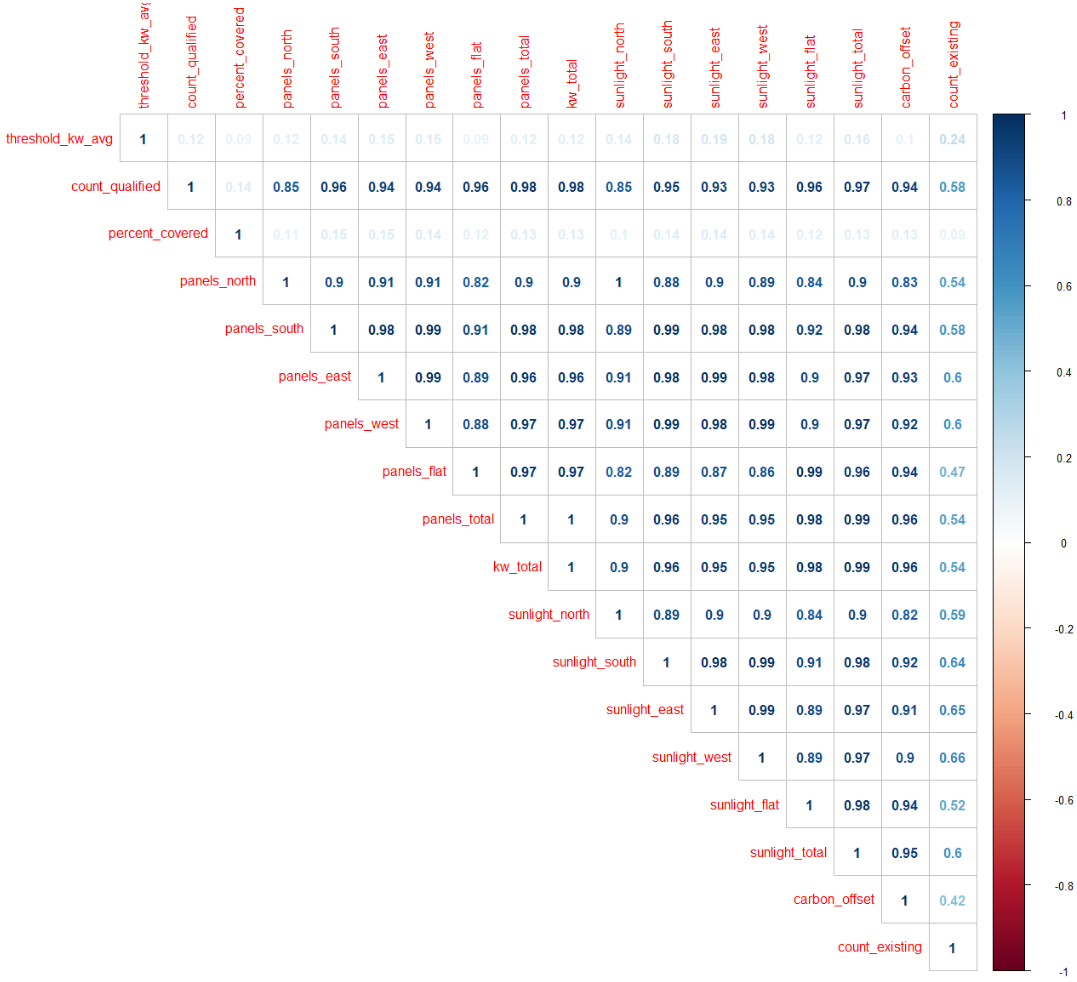 threshold_kw_avg count_qualified percent_covered panels_north panels_south panels_east panels_west panels_flat panels_total kw_total sunlight_north sunlight_south sunlight_east sunlight_west sunlight_flat sunlight_total carbon_offset count_existing
threshold_kw_avg 1 0.12 0.09 0.12 0.14 0.15 0.15 0.09 0.12 0.12 0.14 0.18 0.19 0.18 0.12 0.16 0.1 0.24
count_qualified 1 0.14 0.85 0.96 0.94 0.94 0.96 0.98 0.98 0.85 0.95 0.93 0.93 0.96 0.97 0.94 0.58
percent_covered 1 0.11 0.15 0.15 0.14 0.12 0.13 0.13 0.1 0.14 0.14 0.14 0.12 0.13 0.13 0.09
panels_north 1 0.9 0.91 0.91 0.82 0.9 0.9 1 0.88 0.9 0.89 0.84 0.9 0.83 0.54
panels_south 1 0.98 0.99 0.91 0.98 0.98 0.89 0.99 0.98 0.98 0.92 0.98 0.94 0.58
panels_east 1 0.99 0.89 0.96 0.96 0.91 0.98 0.99 0.98 0.9 0.97 0.93 0.6
panels_west 1 0.88 0.97 0.97 0.91 0.99 0.98 0.99 0.9 0.97 0.92 0.6
panels_flat 1 0.97 0.97 0.82 0.89 0.87 0.86 0.99 0.96 0.94 0.47
panels_total 1 1 0.9 0.96 0.95 0.95 0.98 0.99 0.96 0.54
kw_total 1 0.9 0.96 0.95 0.95 0.98 0.99 0.96 0.54
sunlight_north 1 0.89 0.9 0.9 0.84 0.9 0.82 0.59
sunlight_south 1 0.98 0.99 0.91 0.98 0.92 0.64
sunlight_east 1 0.99 0.89 0.97 0.91 0.65
sunlight_west 1 0.89 0.97 0.9 0.66
sunlight_flat 1 0.98 0.94 0.52
sunlight_total 1 0.95 0.6
carbon_offset 1 0.42
count_existing 1
1
0.8
0.6
0.4
0.2
0
-0.2
-0.4
-0.6
-0.8
-1